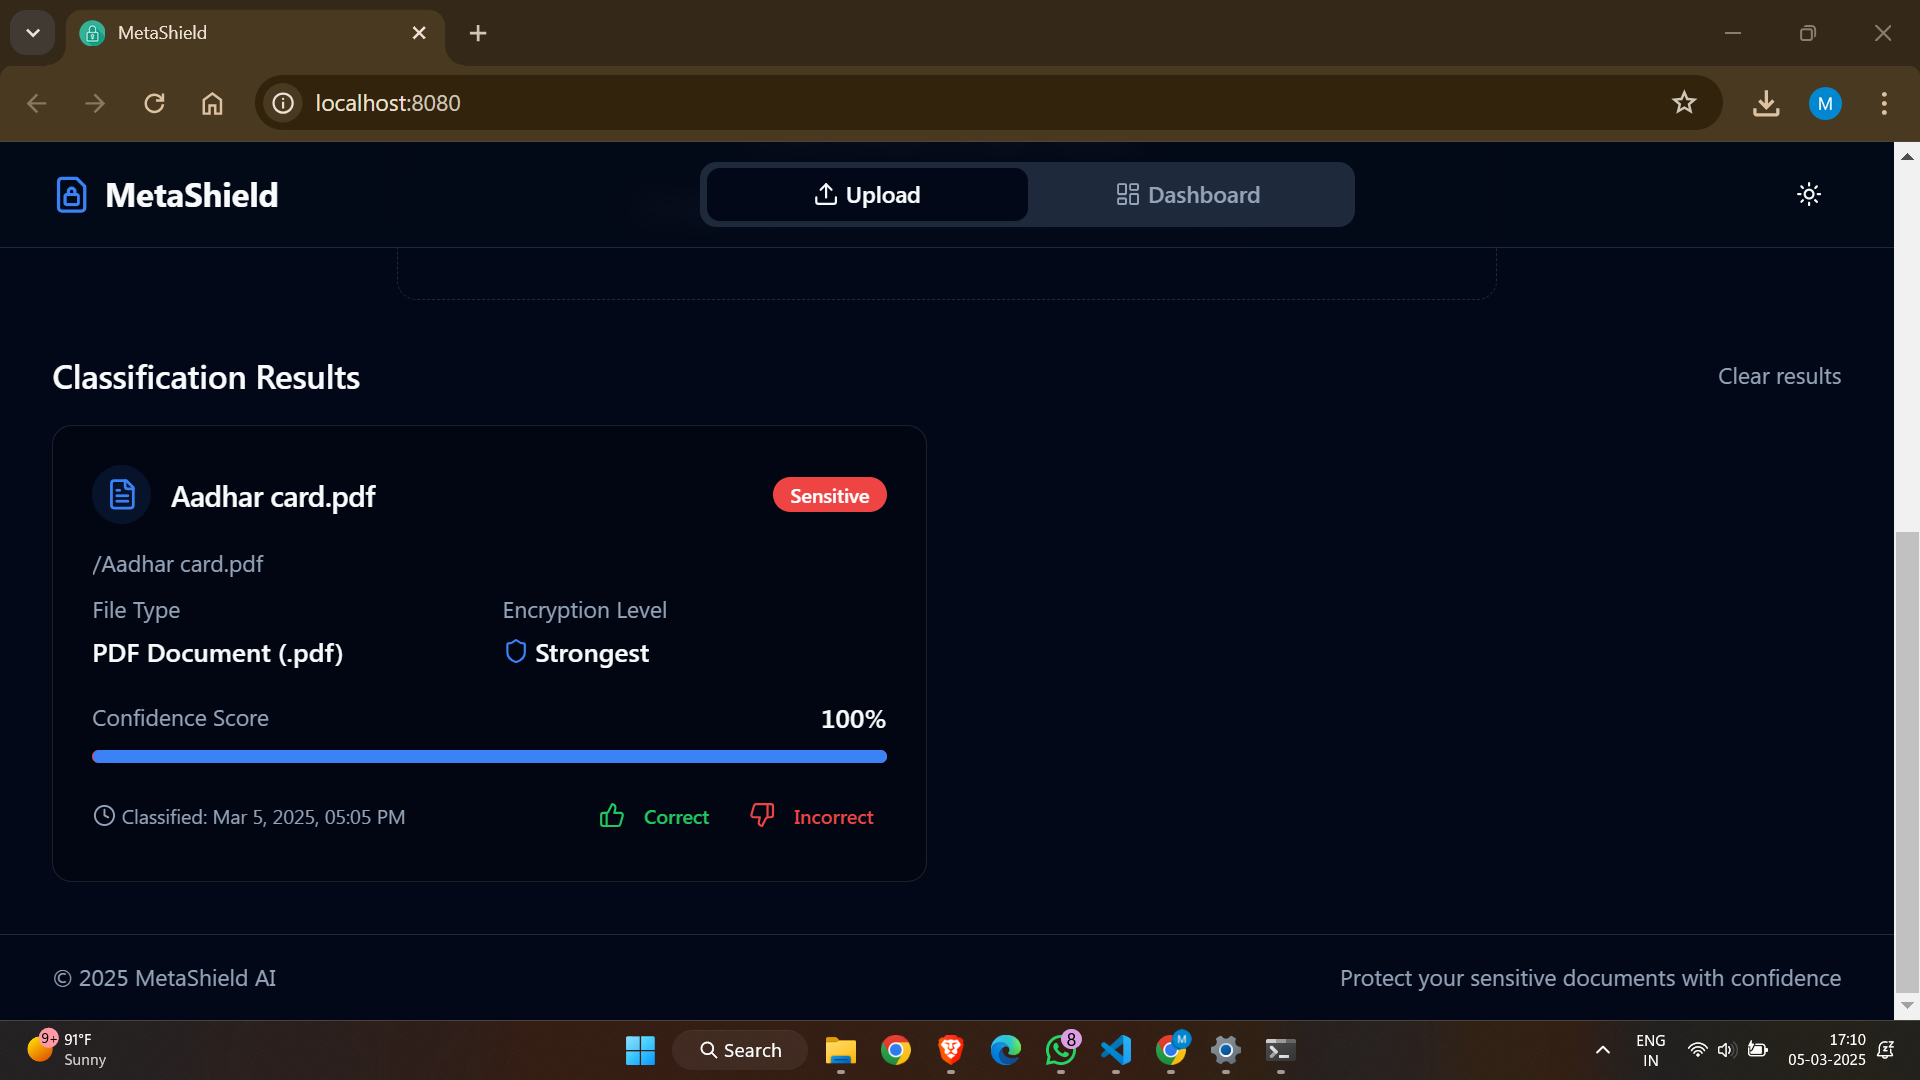 MetaShield
localhost:8080
M
MetaShield
Upload
Dashboard
Classification Results
Clear results
Aadhar card.pdf
Sensitive
/Aadhar card.pdf
File Type
Encryption Level
PDF Document (.pdf)
Strongest
Confidence Score
100%
Classified: Mar 5, 2025, 05:05 PM
Correct
Incorrect
© 2025 MetaShield AI
Protect your sensitive documents with confidence
9+
91°F
Sunny
Search
8
M
ENG
IN
17:10
05-03-2025